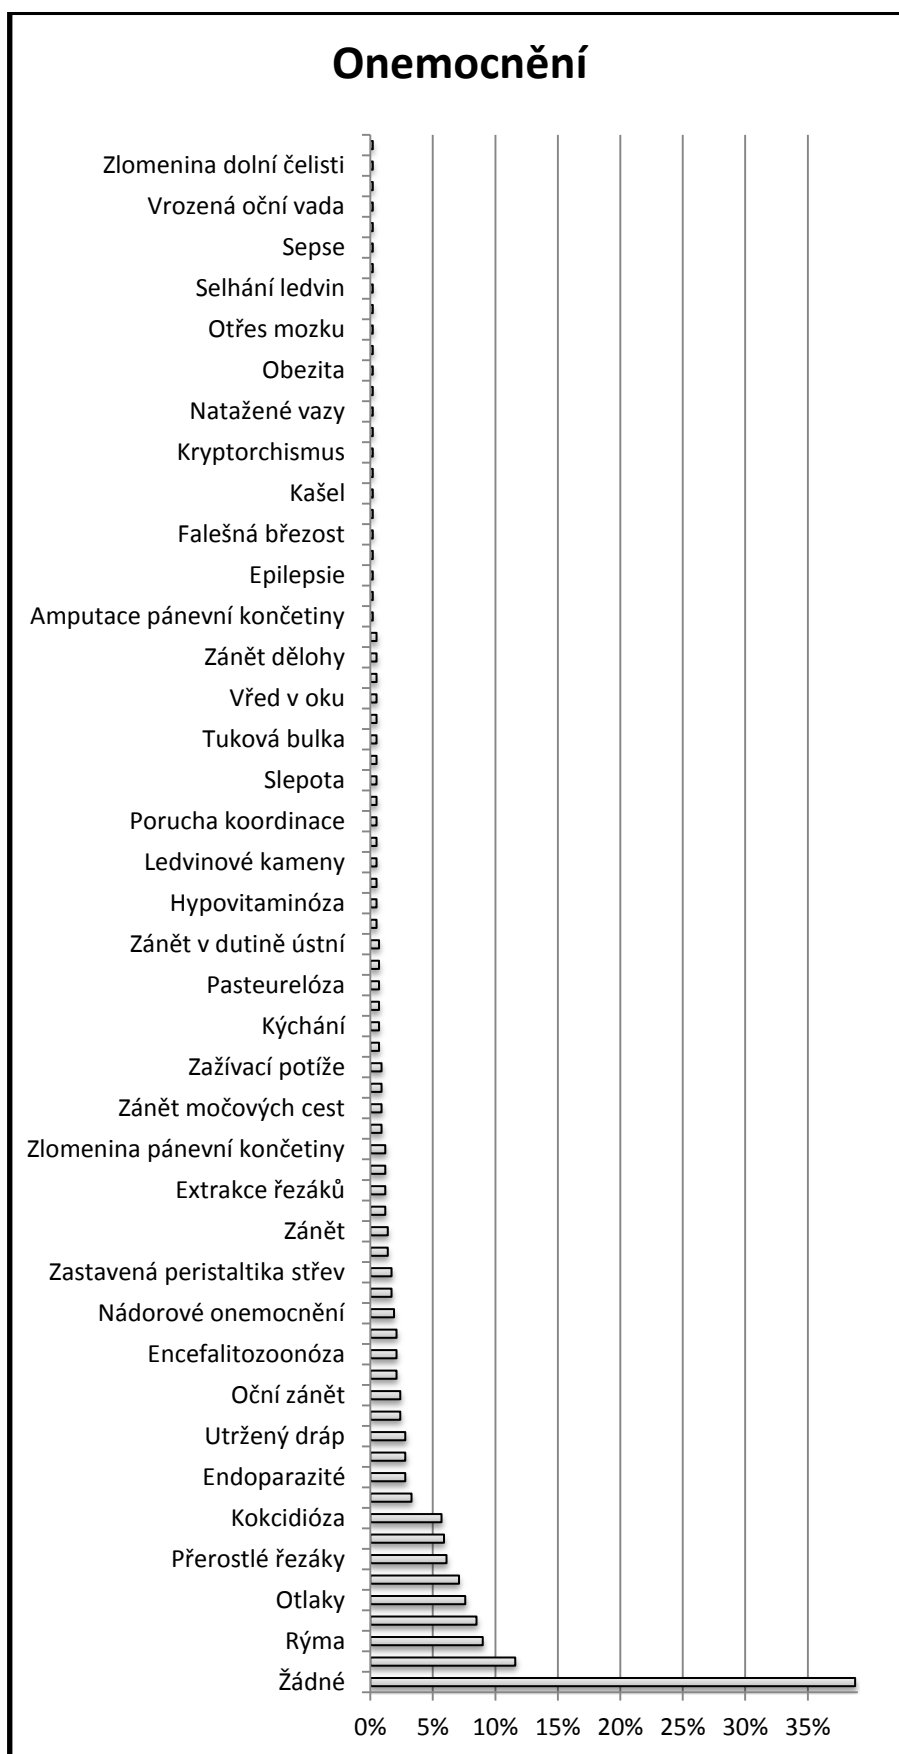 Onemocnění
Zlomenina dolní čelisti
Vrozená oční vada
Sepse
Selhání ledvin
Otřes mozku
Obezita
Natažené vazy
Kryptorchismus
Kašel
Falešná březost
Epilepsie
Amputace pánevní končetiny
Zánět dělohy
Vřed v oku
Tuková bulka
Slepota
Porucha koordinace
Ledvinové kameny
Hypovitaminóza
Zánět v dutině ústní
Pasteurelóza
Kýchání
Zažívací potíže
Zánět močových cest
Zlomenina pánevní končetiny
Extrakce řezáků
Zánět
Zastavená peristaltika střev
Nádorové onemocnění
Encefalitozoonóza
Oční zánět
Utržený dráp
Endoparazité
Kokcidióza
Přerostlé řezáky
Otlaky
Rýma
Žádné
0% 5% 10% 15% 20% 25% 30% 35%